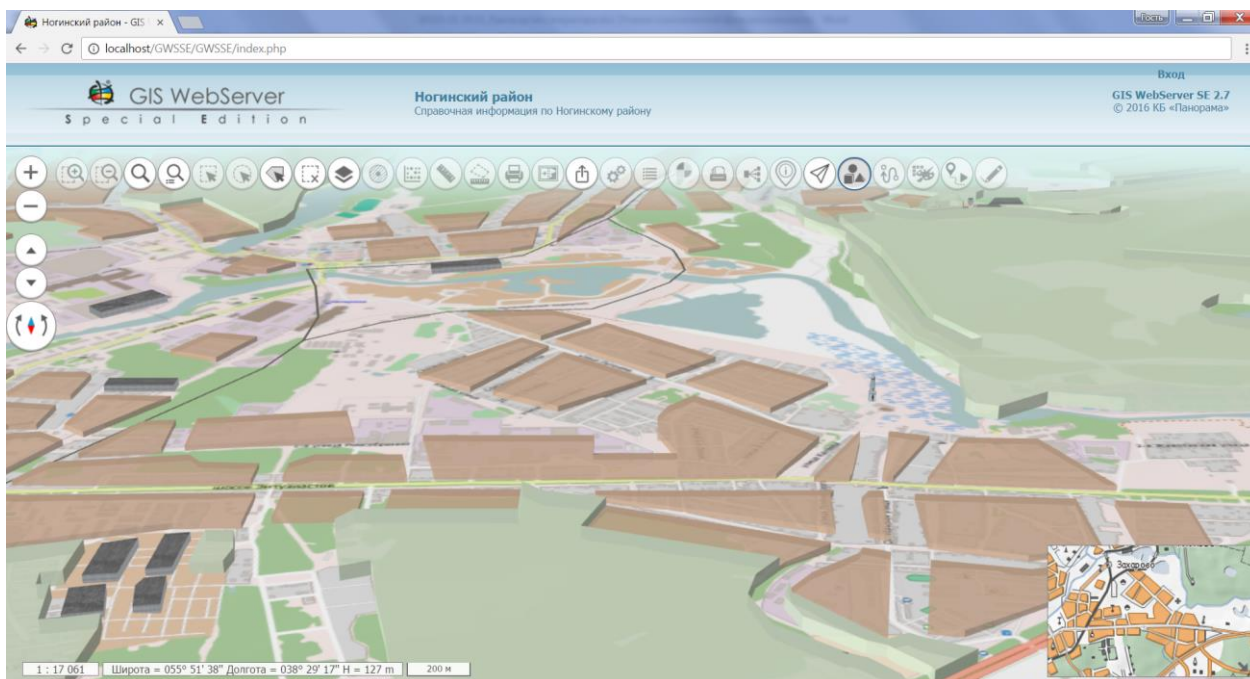 Ногинский район - GIS
Гость
localhost/GWSSE/GWSSE/index.php
GIS WebServer
Special Edition
Ногинский район
Справочная информация по Ногинскому району
Вход
GIS WebServer SE 2.7
© 2016 КБ «Панорама»
Захарово
1 : 17 061
Широта = 055° 51' 38" Долгота = 038° 29' 17" H = 127 m
200 м